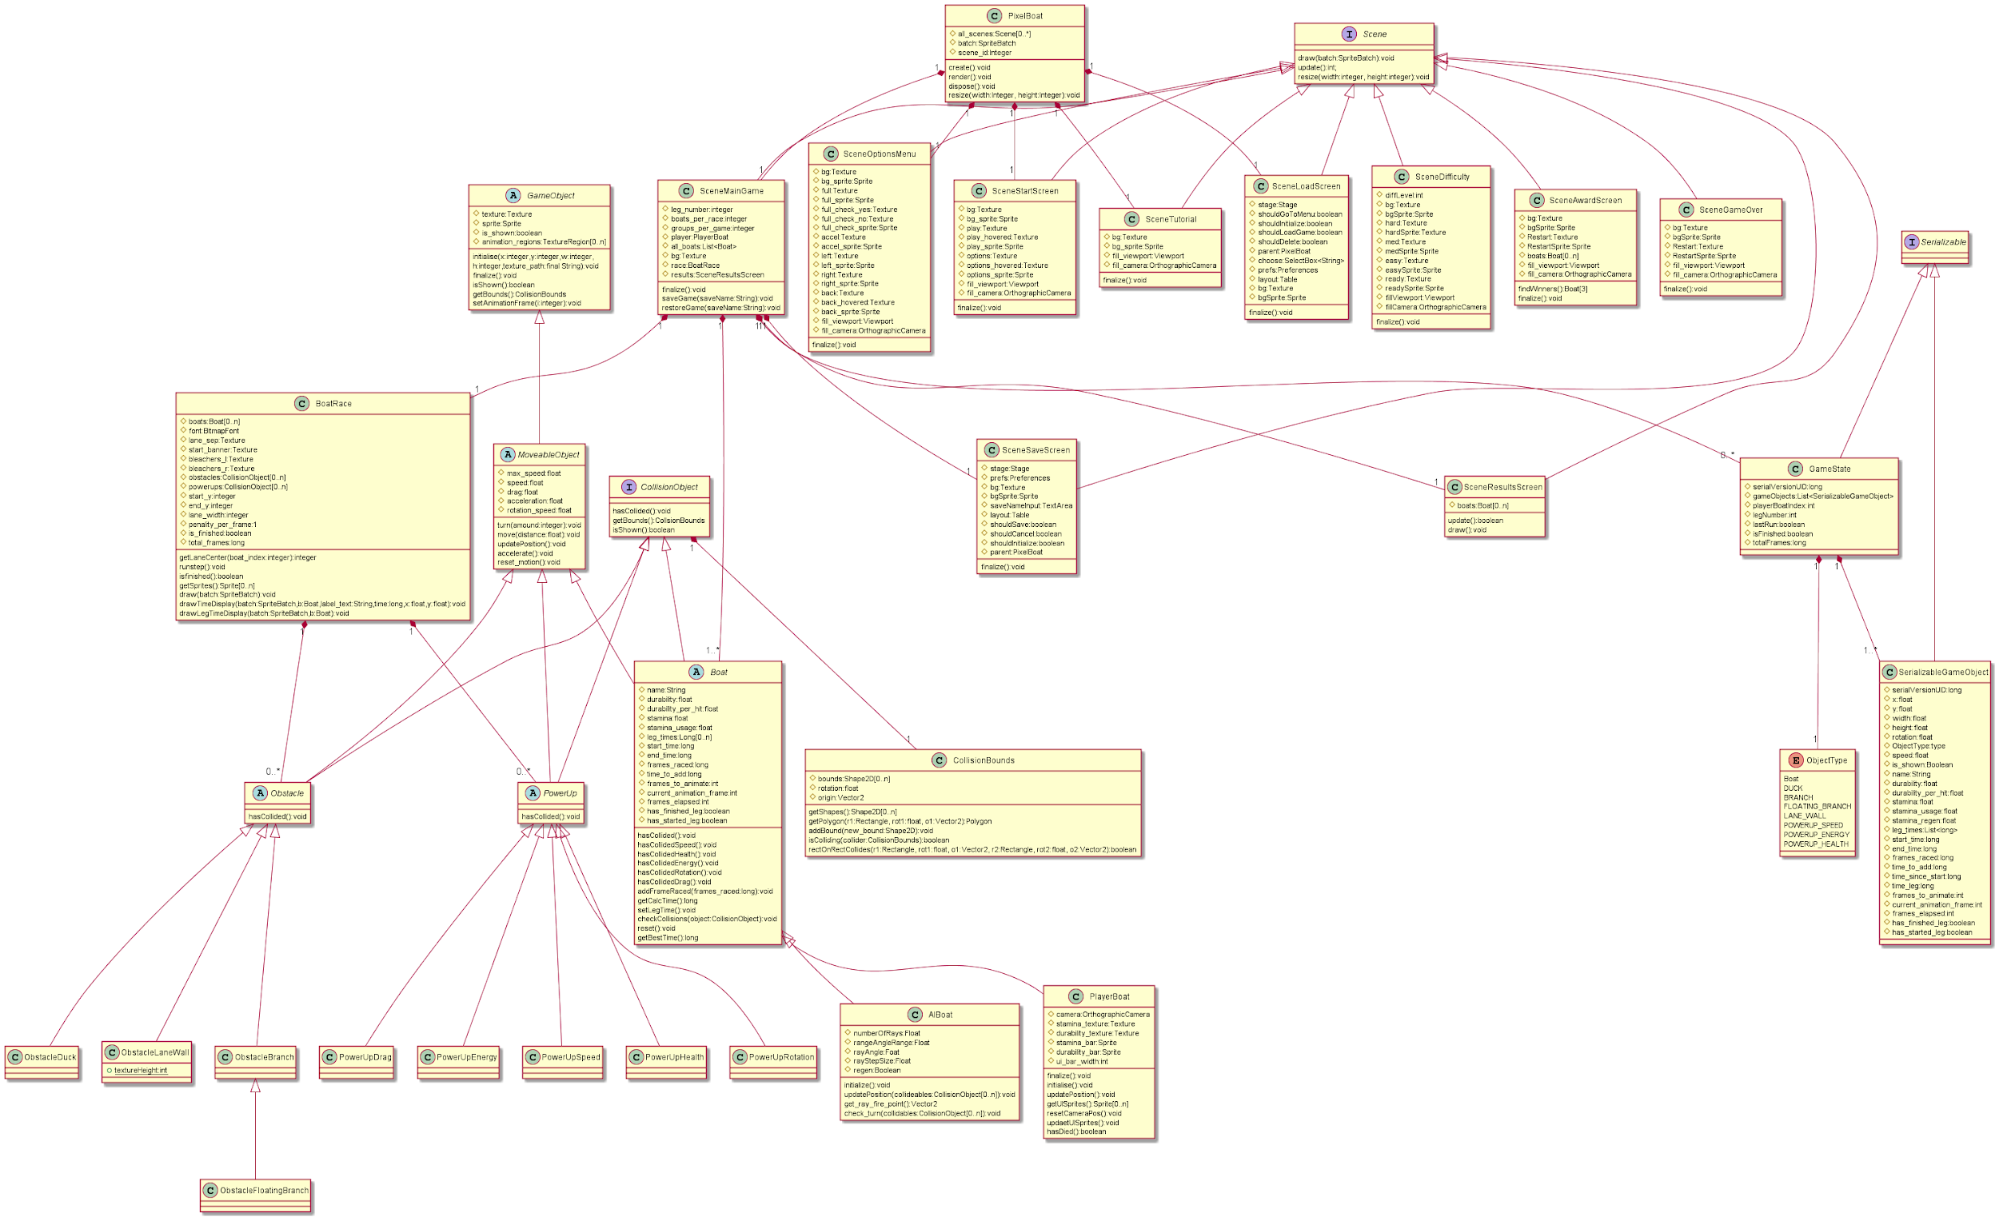 PixelBoat
all_scenes:Scene[0..*]
batch:SpriteBatch
scene_id:Integer
create():void
render():void
dispose():void
resize(width:Integer, height:Integer):void
Scene
draw(batch:SpriteBatch):void
update():int;
resize(width:integer, height:integer):void
1
1
1
1
1
GameObject
texture:Texture
sprite:Sprite
is_shown:boolean
animation_regions:TextureRegion[0..n]
intialise(x:integer,y:integer,w:integer,
h:integer,texture_path:final String):void
finalize():void
isShown():boolean
getBounds():CollisionBounds
setAnimationFrame(i:integer):void
1
SceneMainGame
leg_number:integer
boats_per_race:integer
groups_per_game:integer
player:PlayerBoat
all_boats:List<Boat>
bg:Texture
race:BoatRace
results:SceneResultsScreen
finalize():void
saveGame(saveName:String):void
restoreGame(saveName:String):void
1
SceneOptionsMenu
bg:Texture
bg_sprite:Sprite
full:Texture
full_sprite:Sprite
full_check_yes:Texture
full_check_no:Texture
full_check_sprite:Sprite
accel:Texture
accel_sprite:Sprite
left:Texture
left_sprite:Sprite
right:Texture
right_sprite:Sprite
back:Texture
back_hovered:Texture
back_sprite:Sprite
fill_viewport:Viewport
fill_camera:OrthographicCamera
finalize():void
1
SceneStartScreen
bg:Texture
bg_sprite:Sprite
play:Texture
play_hovered:Texture
play_sprite:Sprite
options:Texture
options_hovered:Texture
options_sprite:Sprite
fill_viewport:Viewport
fill_camera:OrthographicCamera
finalize():void
1
SceneTutorial
bg:Texture
bg_sprite:Sprite
fill_viewport:Viewport
fill_camera:OrthographicCamera
finalize():void
1
SceneLoadScreen
stage:Stage
shouldGoToMenu:boolean
shouldInitialize:boolean
shouldLoadGame:boolean
shouldDelete:boolean
parent:PixelBoat
choose:SelectBox<String>
prefs:Preferences
layout:Table
bg:Texture
bgSprite:Sprite
finalize():void
SceneDifficulty
diffLevel:int
bg:Texture
bgSprite:Sprite
hard:Texture
hardSprite:Texture
med:Texture
medSprite:Sprite
easy:Texture
easySprite:Sprite
ready:Texture
readySprite:Sprite
fillViewport:Viewport
fillCamera:OrthographicCamera
finalize():void
SceneAwardScreen
bg:Texture
bgSprite:Sprite
Restart:Texture
RestartSprite:Sprite
boats:Boat[0..n]
fill_viewport:Viewport
fill_camera:OrthographicCamera
findWinners():Boat[3]
finalize():void
SceneGameOver
bg:Texture
bgSprite:Sprite
Restart:Texture
RestartSprite:Sprite
fill_viewport:Viewport
fill_camera:OrthographicCamera
finalize():void
Serializable
1
1
111
1
BoatRace
boats:Boat[0..n]
font:BitmapFont
lane_sep:Texture
start_banner:Texture
bleachers_l:Texture
bleachers_r:Texture
obstacles:CollisionObject[0..n]
powerups:CollisionObject[0..n]
start_y:integer
end_y:integer
lane_width:integer
penalty_per_frame:1
is_finished:boolean
total_frames:long
getLaneCenter(boat_index:integer):integer
runstep():void
isfinished():boolean
getSprites():Sprite[0..n]
draw(batch:SpriteBatch):void
drawTimeDisplay(batch:SpriteBatch,b:Boat,label_text:String,time:long,x:float,y:float):void
drawLegTimeDisplay(batch:SpriteBatch,b:Boat):void
MoveableObject
max_speed:float
speed:float
drag:float
acceleration:float
rotation_speed:float
turn(amound:integer):void
move(distance:float):void
updatePosition():void
accelerate():void
reset_motion():void
CollisionObject
hasCollided():void
getBounds():CollisionBounds
isShown():boolean
1
SceneSaveScreen
stage:Stage
prefs:Preferences
bg:Texture
bgSprite:Sprite
saveNameInput:TextArea
layout:Table
shouldSave:boolean
shouldCancel:boolean
shouldInitialize:boolean
parent:PixelBoat
finalize():void
1
SceneResultsScreen
boats:Boat[0..n]
update():boolean
draw():void
0..*
GameState
serialVersionUID:long
gameObjects:List<SerializableGameObject>
playerBoatIndex:int
legNumber:int
lastRun:boolean
isFinished:boolean
totalFrames:long
1
1
1
1
1
1..*
Boat
name:String
durability:float
durability_per_hit:float
stamina:float
stamina_usage:float
leg_times:Long[0..n]
start_time:long
end_time:long
frames_raced:long
time_to_add:long
frames_to_animate:int
current_animation_frame:int
frames_elapsed:int
has_finished_leg:boolean
has_started_leg:boolean
hasCollided():void
hasCollidedSpeed():void
hasCollidedHealth():void
hasCollidedEnergy():void
hasCollidedRotation():void
hasCollidedDrag():void
addFrameRaced(frames_raced:long):void
getCalcTime():long
setLegTime():void
checkCollisions(object:CollisionObject):void
reset():void
getBestTime():long
1..*
SerializableGameObject
serialVersionUID:long
x:float
y:float
width:float
height:float
rotation:float
ObjectType:type
speed:float
is_shown:Boolean
name:String
durability:float
durability_per_hit:float
stamina:float
stamina_usage:float
stamina_regen:float
leg_times:List<long>
start_time:long
end_time:long
frames_raced:long
time_to_add:long
time_since_start:long
time_leg:long
frames_to_animate:int
current_animation_frame:int
frames_elapsed:int
has_finished_leg:boolean
has_started_leg:boolean
0..*
Obstacle
hasCollided():void
0..*
PowerUp
hasCollided():void
1
CollisionBounds
bounds:Shape2D[0..n]
rotation:float
origin:Vector2
getShapes():Shape2D[0..n]
getPolygon(r1:Rectangle, rot1:float, o1:Vector2):Polygon
addBound(new_bound:Shape2D):void
isColliding(collider:CollisionBounds):boolean
rectOnRectCollides(r1:Rectangle, rot1:float, o1:Vector2, r2:Rectangle, rot2:float, o2:Vector2):boolean
1
ObjectType
Boat
DUCK
BRANCH
FLOATING_BRANCH
LANE_WALL
POWERUP_SPEED
POWERUP_ENERGY
POWERUP_HEALTH
ObstacleDuck
ObstacleLaneWall
textureHeight:int
ObstacleBranch
PowerUpDrag
PowerUpEnergy
PowerUpSpeed
PowerUpHealth
PowerUpRotation
AIBoat
numberOfRays:Float
rangeAngleRange:Float
rayAngle:Foat
rayStepSize:Float
regen:Boolean
initialize():void
updatePosition(collideables:CollisionObject[0..n]):void
get_ray_fire_point():Vector2
check_turn(collidables:CollisionObject[0..n]):void
PlayerBoat
camera:OrthographicCamera
stamina_texture:Texture
durability_texture:Texture
stamina_bar:Sprite
durability_bar:Sprite
ui_bar_width:int
finalize():void
initialise():void
updatePosition():void
getUISprites():Sprite[0..n]
resetCameraPos():void
updaetUISprites():void
hasDied():boolean
ObstacleFloatingBranch